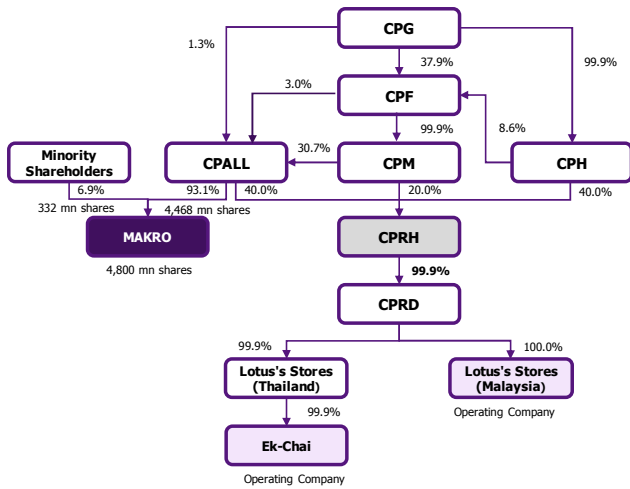 CPG
1.3%
37.9%
99.9%
3.0%
CPF
99.9%
8.6%
Minority
Shareholders
CPALL
30.7%
CPM
CPH
6.9%
93.1%
40.0%
20.0%
40.0%
332 mn shares
4,468 mn shares
MAKRO
CPRH
4,800 mn shares
99.9%
CPRD
99.9%
100.0%
Lotus's Stores
(Thailand)
Lotus's Stores
(Malaysia)
99.9%
Operating Company
Ek-Chai
Operating Company